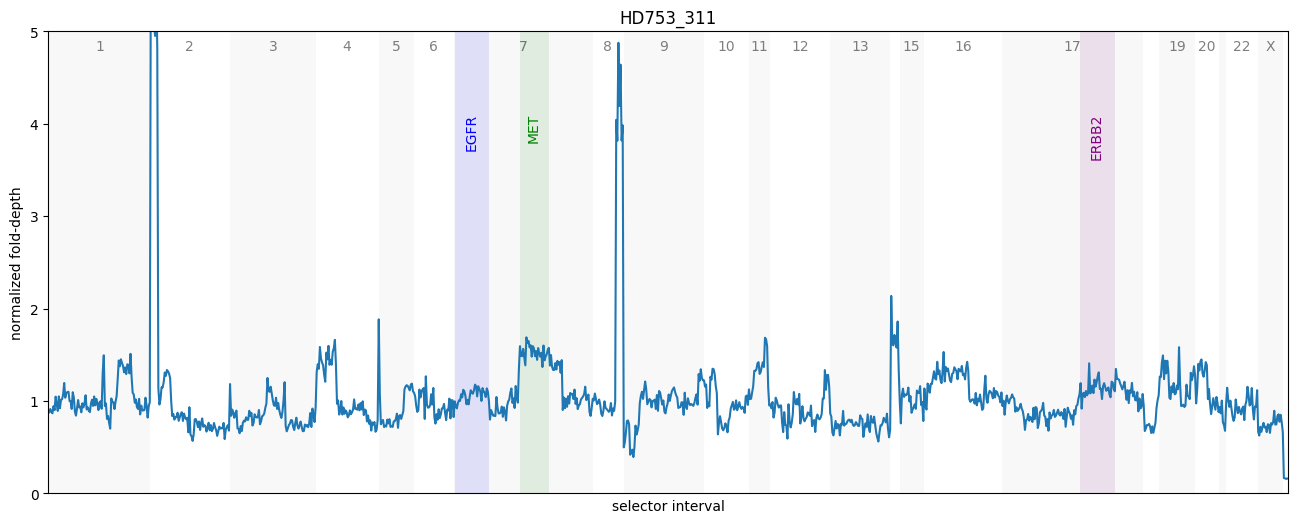 HD753_311
5
4
3
2
1
0
normalized fold-depth
1 2 3 4 5 6 7 8 9 10 11 12 13 15 16 17 19 20 22 X
EGFR
MET
ERBB2
selector interval